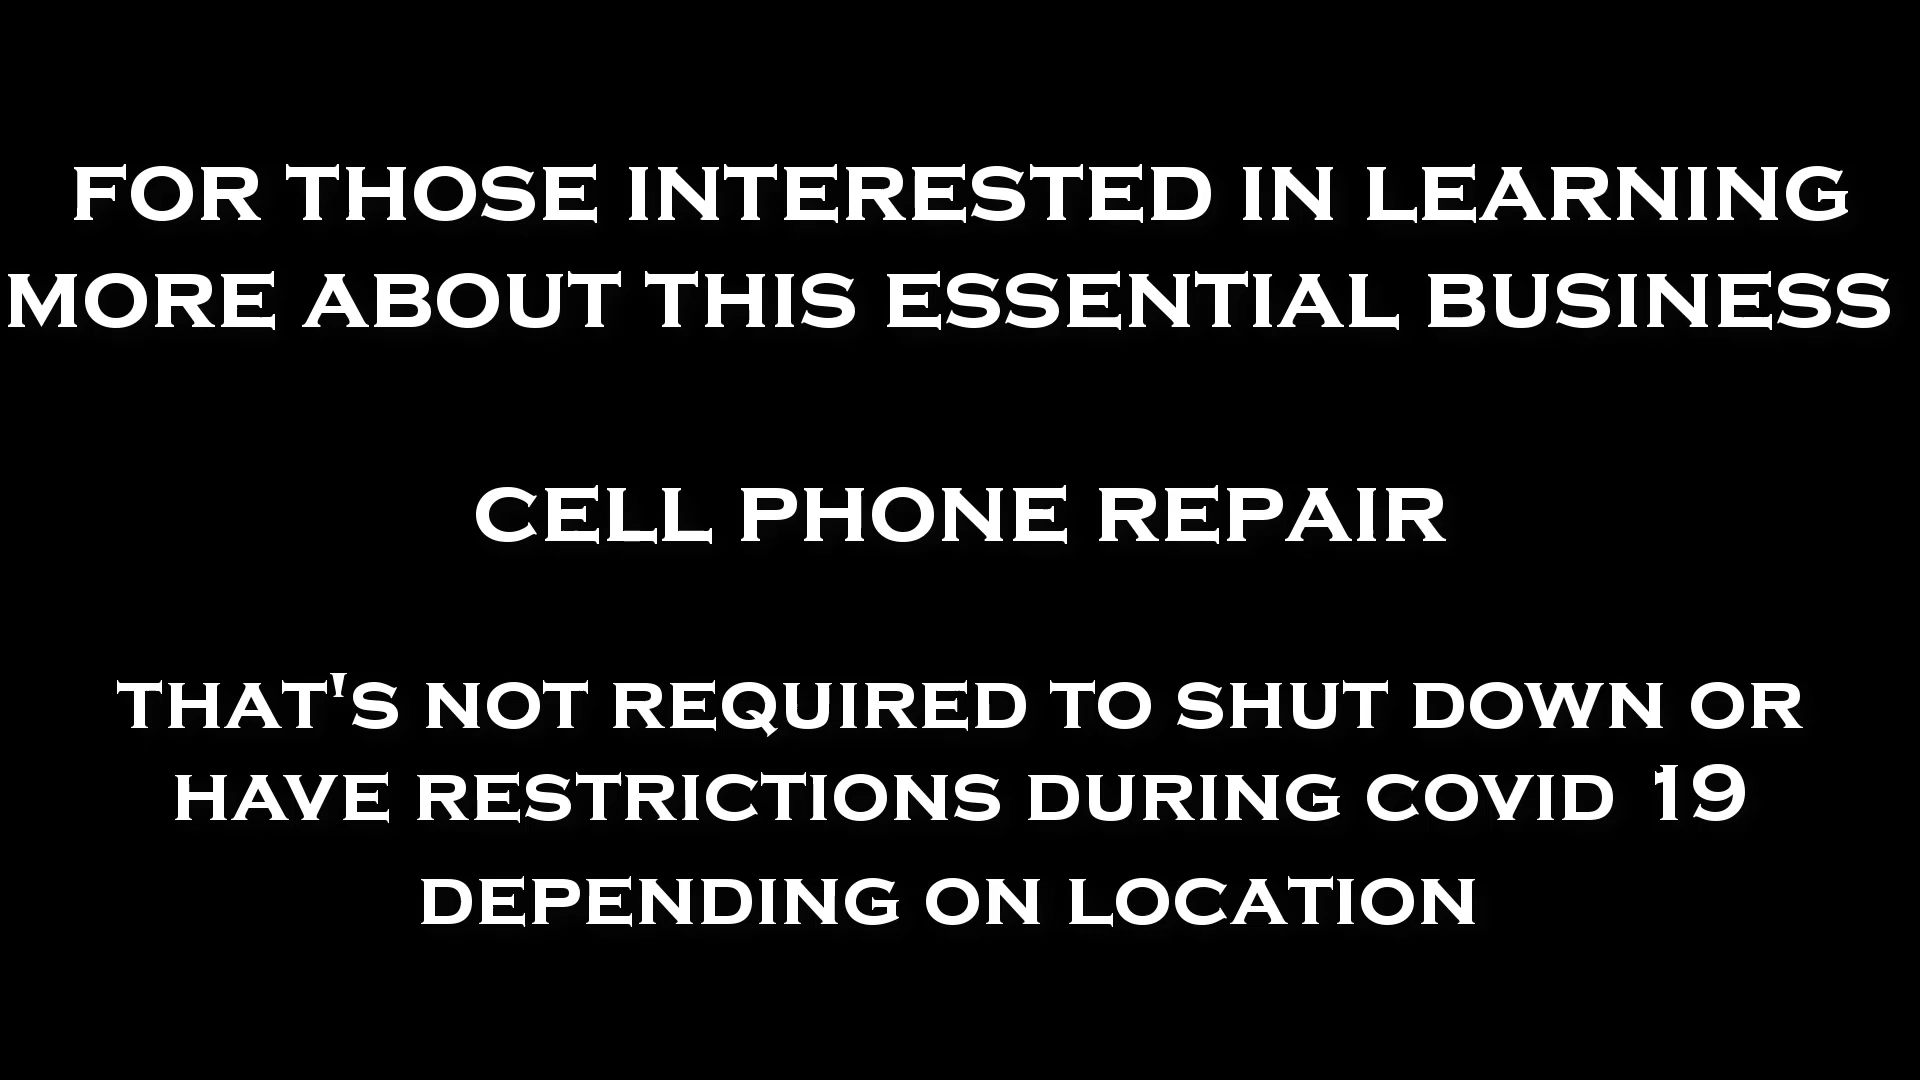 FOR THOSE INTERESTED IN LEARNING
MORE ABOUT THIS ESSENTIAL BUSINESS
CELL PHONE REPAIR
THAT'S NOT REQUIRED TO SHUT DOWN OR
HAVE RESTRICTIONS DURING COVID 19
DEPENDING ON LOCATION